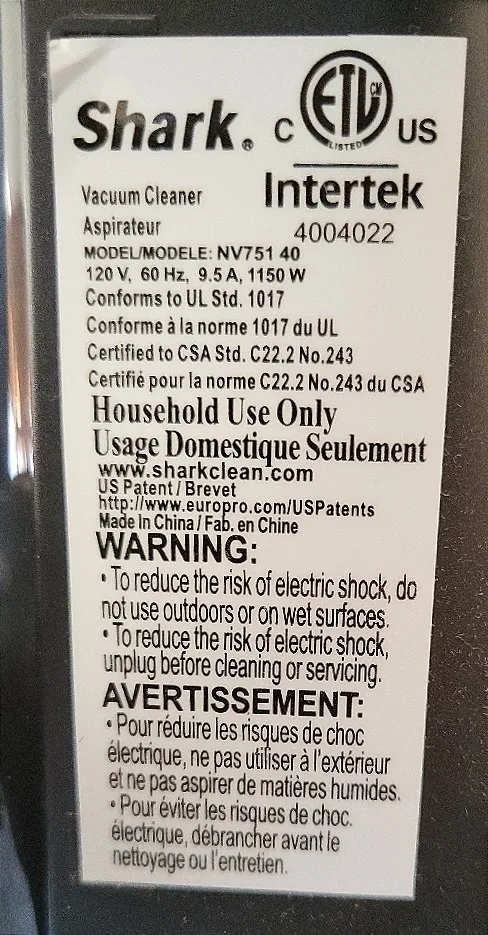 Shark®
C ETL CM LISTED US
Intertek
4004022
Vacuum Cleaner
Aspirateur
MODEL/MODELE: NV751 40
120 V, 60 Hz, 9.5 A, 1150 W
Conforms to UL Std. 1017
Conforme à la norme 1017 du UL
Certified to CSA Std. C22.2 No.243
Certifié pour la norme C22.2 No.243 du CSA
Household Use Only
Usage Domestique Seulement
www.sharkclean.com
US Patent / Brevet
http://www.europro.com/USPatents
Made in China / Fab. en Chine
WARNING:
• To reduce the risk of electric shock, do
not use outdoors or on wet surfaces.
• To reduce the risk of electric shock,
unplug before cleaning or servicing.
AVERTISSEMENT:
• Pour réduire les risques de choc
électrique, ne pas utiliser à l'extérieur
et ne pas aspirer de matières humides.
• Pour éviter les risques de choc.
électrique, débrancher avant le
nettoyage ou l'entretien.